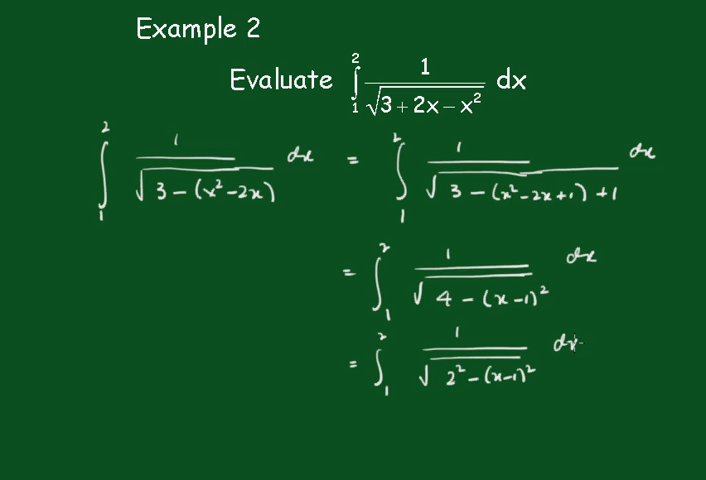 Example 2
Evaluate ∫₁² 1/√(3 + 2x − x²) dx
∫₁² 1/√(3 − (x² − 2x)) dx = ∫₁² 1/√(3 − (x² − 2x + 1) + 1) dx
= ∫₁² 1/√(4 − (x − 1)²) dx
= ∫₁² 1/√(2² − (x − 1)²) dx